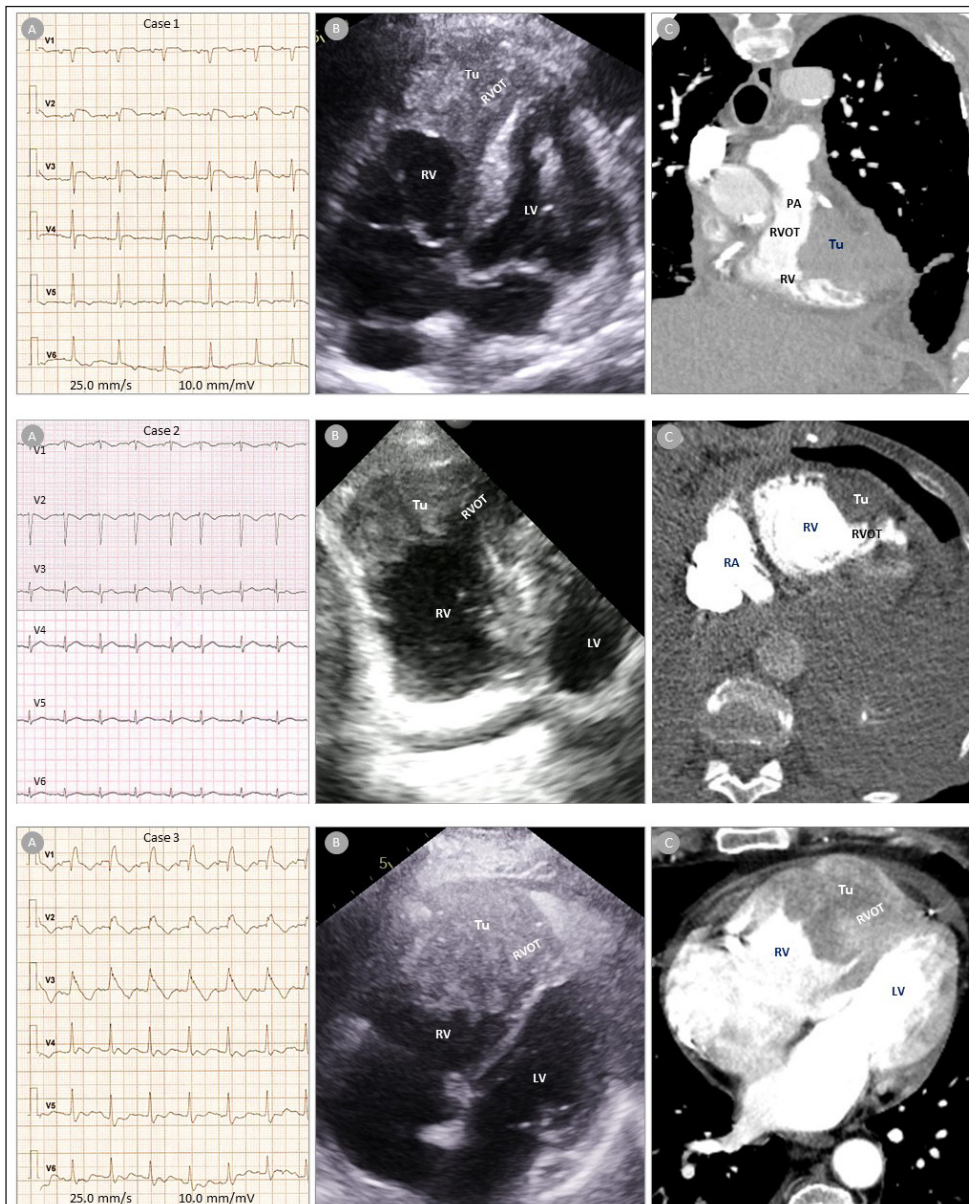 A
Case 1
V1
V2
V3
V4
V5
V6
25.0 mm/s 10.0 mm/mV
B
Tu
RVOT
RV
LV
C
PA
RVOT
Tu
RV
A
Case 2
V1
V2
V3
V4
V5
V6
B
Tu
RVOT
RV
LV
C
Tu
RV
RVOT
RA
A
Case 3
V1
V2
V3
V4
V5
V6
25.0 mm/s 10.0 mm/mV
B
5
Tu
RVOT
RV
LV
C
Tu
RVOT
RV
LV